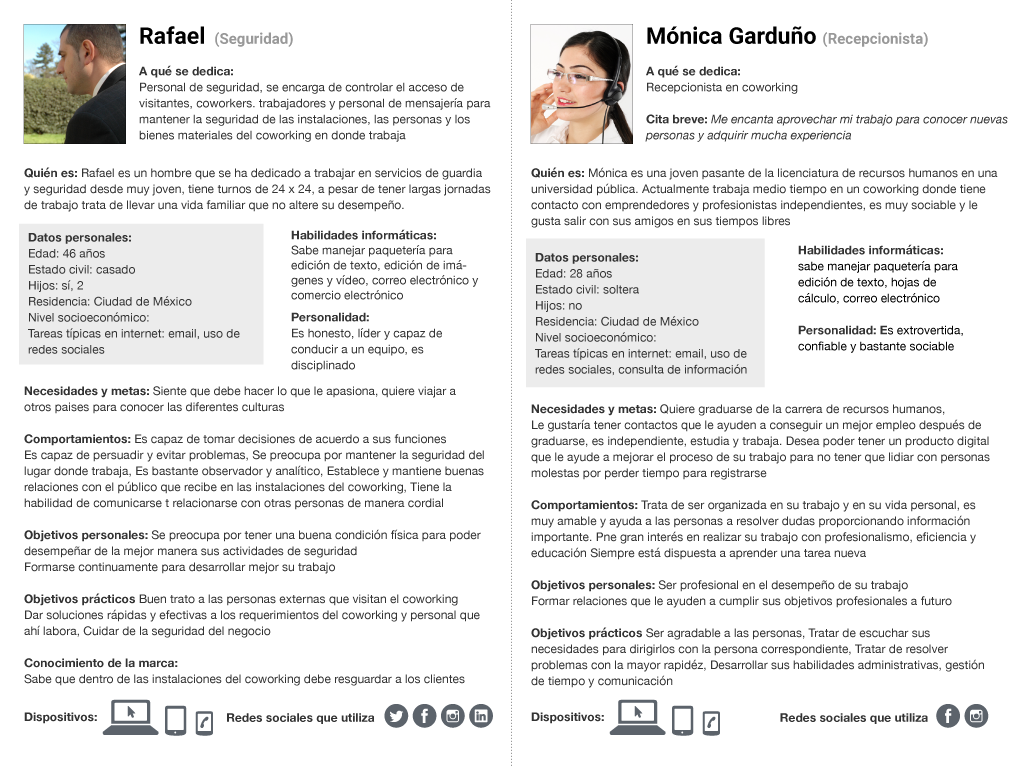 Rafael (Seguridad)
A qué se dedica:
Personal de seguridad, se encarga de controlar el acceso de
visitantes, coworkers. trabajadores y personal de mensajería para
mantener la seguridad de las instalaciones, las personas y los
bienes materiales del coworking en donde trabaja
Quién es: Rafael es un hombre que se ha dedicado a trabajar en servicios de guardia
y seguridad desde muy joven, tiene turnos de 24 x 24, a pesar de tener largas jornadas
de trabajo trata de llevar una vida familiar que no altere su desempeño.
Datos personales:
Edad: 46 años
Estado civil: casado
Hijos: sí, 2
Residencia: Ciudad de México
Nivel socioeconómico:
Tareas típicas en internet: email, uso de
redes sociales
Habilidades informáticas:
Sabe manejar paquetería para
edición de texto, edición de imá-
genes y vídeo, correo electrónico y
comercio electrónico
Personalidad:
Es honesto, líder y capaz de
conducir a un equipo, es
disciplinado
Necesidades y metas: Siente que debe hacer lo que le apasiona, quiere viajar a
otros paises para conocer las diferentes culturas
Comportamientos: Es capaz de tomar decisiones de acuerdo a sus funciones
Es capaz de persuadir y evitar problemas, Se preocupa por mantener la seguridad del
lugar donde trabaja, Es bastante observador y analítico, Establece y mantiene buenas
relaciones con el público que recibe en las instalaciones del coworking, Tiene la
habilidad de comunicarse t relacionarse con otras personas de manera cordial
Objetivos personales: Se preocupa por tener una buena condición física para poder
desempeñar de la mejor manera sus actividades de seguridad
Formarse continuamente para desarrollar mejor su trabajo
Objetivos prácticos Buen trato a las personas externas que visitan el coworking
Dar soluciones rápidas y efectivas a los requerimientos del coworking y personal que
ahí labora, Cuidar de la seguridad del negocio
Conocimiento de la marca:
Sabe que dentro de las instalaciones del coworking debe resguardar a los clientes
Dispositivos:
Redes sociales que utiliza
Mónica Garduño (Recepcionista)
A qué se dedica:
Recepcionista en coworking
Cita breve: Me encanta aprovechar mi trabajo para conocer nuevas
personas y adquirir mucha experiencia
Quién es: Mónica es una joven pasante de la licenciatura de recursos humanos en una
universidad pública. Actualmente trabaja medio tiempo en un coworking donde tiene
contacto con emprendedores y profesionistas independientes, es muy sociable y le
gusta salir con sus amigos en sus tiempos libres
Datos personales:
Edad: 28 años
Estado civil: soltera
Hijos: no
Residencia: Ciudad de México
Nivel socioeconómico:
Tareas típicas en internet: email, uso de
redes sociales, consulta de información
Habilidades informáticas:
sabe manejar paquetería para
edición de texto, hojas de
cálculo, correo electrónico
Personalidad: Es extrovertida,
confiable y bastante sociable
Necesidades y metas: Quiere graduarse de la carrera de recursos humanos,
Le gustaría tener contactos que le ayuden a conseguir un mejor empleo después de
graduarse, es independiente, estudia y trabaja. Desea poder tener un producto digital
que le ayude a mejorar el proceso de su trabajo para no tener que lidiar con personas
molestas por perder tiempo para registrarse
Comportamientos: Trata de ser organizada en su trabajo y en su vida personal, es
muy amable y ayuda a las personas a resolver dudas proporcionando información
importante. Pne gran interés en realizar su trabajo con profesionalismo, eficiencia y
educación Siempre está dispuesta a aprender una tarea nueva
Objetivos personales: Ser profesional en el desempeño de su trabajo
Formar relaciones que le ayuden a cumplir sus objetivos profesionales a futuro
Objetivos prácticos Ser agradable a las personas, Tratar de escuchar sus
necesidades para dirigirlos con la persona correspondiente, Tratar de resolver
problemas con la mayor rapidéz, Desarrollar sus habilidades administrativas, gestión
de tiempo y comunicación
Dispositivos:
Redes sociales que utiliza